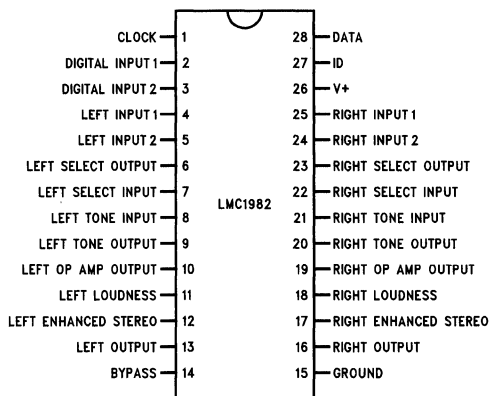 CLOCK 1 28 DATA
DIGITAL INPUT 1 2 27 ID
DIGITAL INPUT 2 3 26 V+
LEFT INPUT 1 4 25 RIGHT INPUT 1
LEFT INPUT 2 5 24 RIGHT INPUT 2
LEFT SELECT OUTPUT 6 23 RIGHT SELECT OUTPUT
LEFT SELECT INPUT 7 22 RIGHT SELECT INPUT
LMC1982
LEFT TONE INPUT 8 21 RIGHT TONE INPUT
LEFT TONE OUTPUT 9 20 RIGHT TONE OUTPUT
LEFT OP AMP OUTPUT 10 19 RIGHT OP AMP OUTPUT
LEFT LOUDNESS 11 18 RIGHT LOUDNESS
LEFT ENHANCED STEREO 12 17 RIGHT ENHANCED STEREO
LEFT OUTPUT 13 16 RIGHT OUTPUT
BYPASS 14 15 GROUND